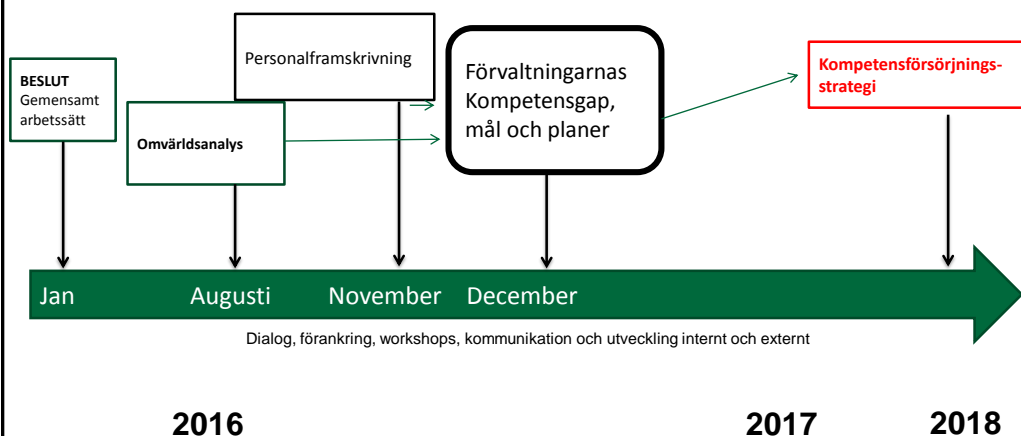 BESLUT
Gemensamt
arbetssätt
Omvärldsanalys
Personalframskrivning
Förvaltningarnas
Kompetensgap,
mål och planer
Kompetensförsörjnings-
strategi
Jan Augusti November December
Dialog, förankring, workshops, kommunikation och utveckling internt och externt
2016 2017 2018